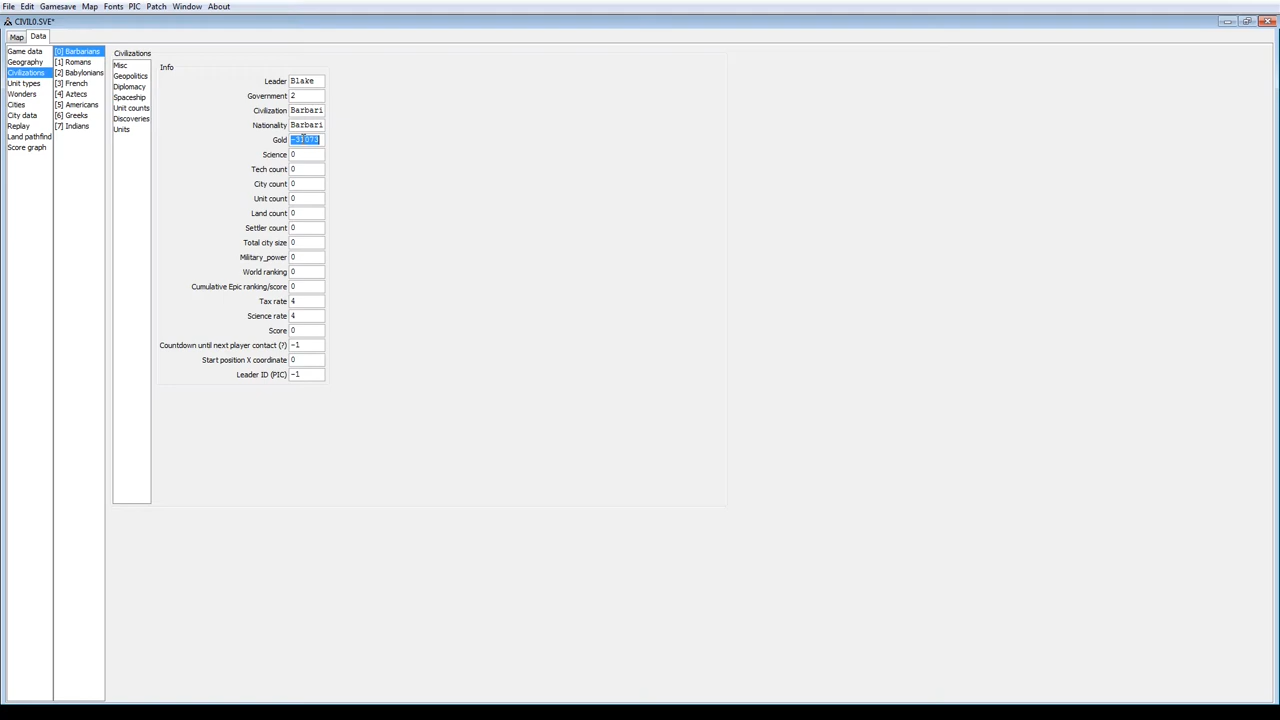 File Edit Gamesave Map Fonts PIC Patch Window About
CIVIL0.SVE*
Map Data
Game data
Geography
Civilizations
Unit types
Wonders
Cities
City data
Replay
Land pathfind
Score graph
[0] Barbarians
[1] Romans
[2] Babylonians
[3] French
[4] Aztecs
[5] Americans
[6] Greeks
[7] Indians
Civilizations
Misc
Geopolitics
Diplomacy
Spaceship
Unit counts
Discoveries
Units
Info
Leader Blake
Government 2
Civilization Barbari
Nationality Barbari
Gold
Science 0
Tech count 0
City count 0
Unit count 0
Land count 0
Settler count 0
Total city size 0
Military_power 0
World ranking 0
Cumulative Epic ranking/score 0
Tax rate 4
Science rate 4
Score 0
Countdown until next player contact (?) -1
Start position X coordinate 0
Leader ID (PIC) -1